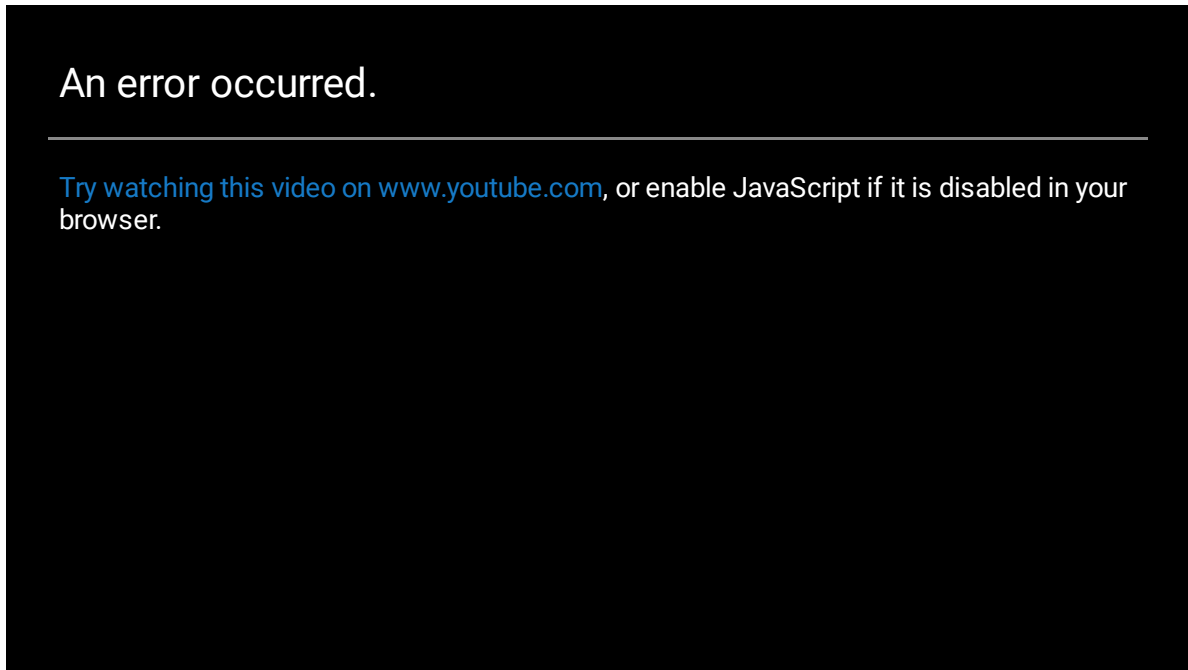 An error occurred.
Try watching this video on www.youtube.com, or enable JavaScript if it is disabled in your
browser.